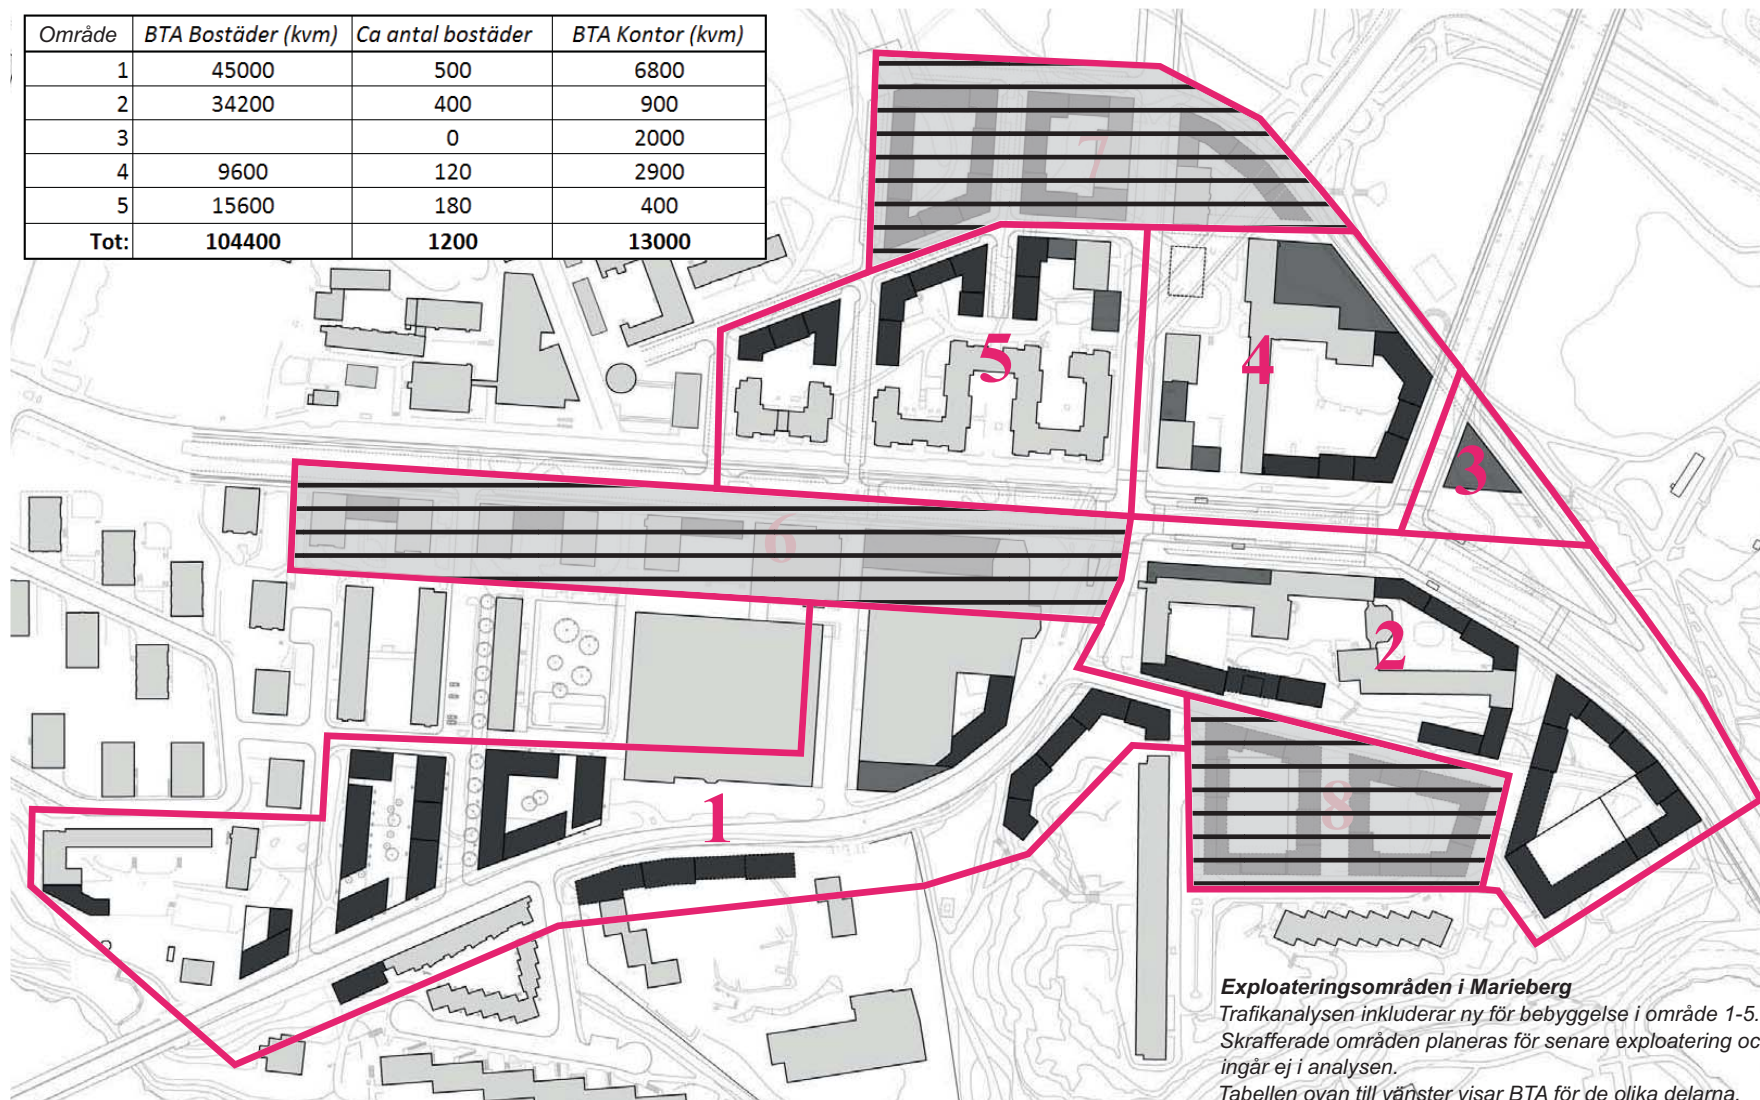 Område BTA Bostäder (kvm) Ca antal bostäder BTA Kontor (kvm)
1 45000 500 6800
2 34200 400 900
3 0 2000
4 9600 120 2900
5 15600 180 400
Tot: 104400 1200 13000
7
5
4
3
6
2
1
8
Exploateringsområden i Marieberg
Trafikanalysen inkluderar ny för bebyggelse i område 1-5.
Skrafferade områden planeras för senare exploatering oc
ingår ej i analysen.
Tabellen ovan till vänster visar BTA för de olika delarna.